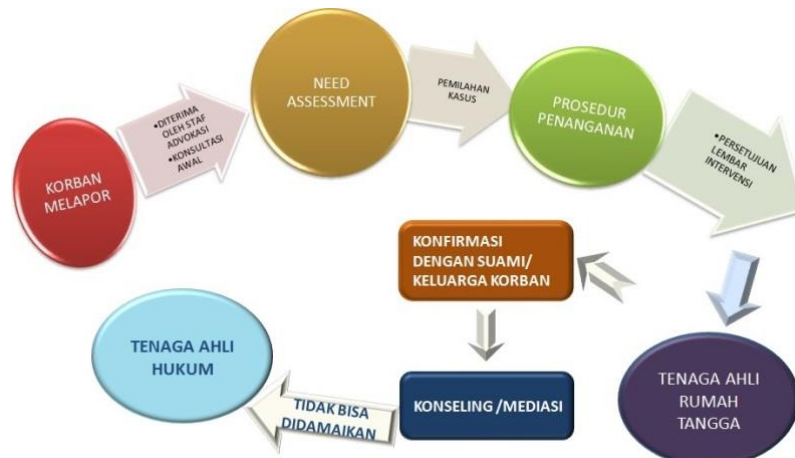 KORBAN
MELAPOR
•DITERIMA
OLEH STAF
ADVOKASI
•KONSULTASI
AWAL
NEED
ASSESSMENT
PEMILAHAN
KASUS
PROSEDUR
PENANGANAN
•PERSETUJUAN
LEMBAR
INTERVENSI
TENAGA AHLI
RUMAH
TANGGA
KONFIRMASI
DENGAN SUAMI/
KELUARGA KORBAN
KONSELING /MEDIASI
TIDAK BISA
DIDAMAIKAN
TENAGA AHLI
HUKUM